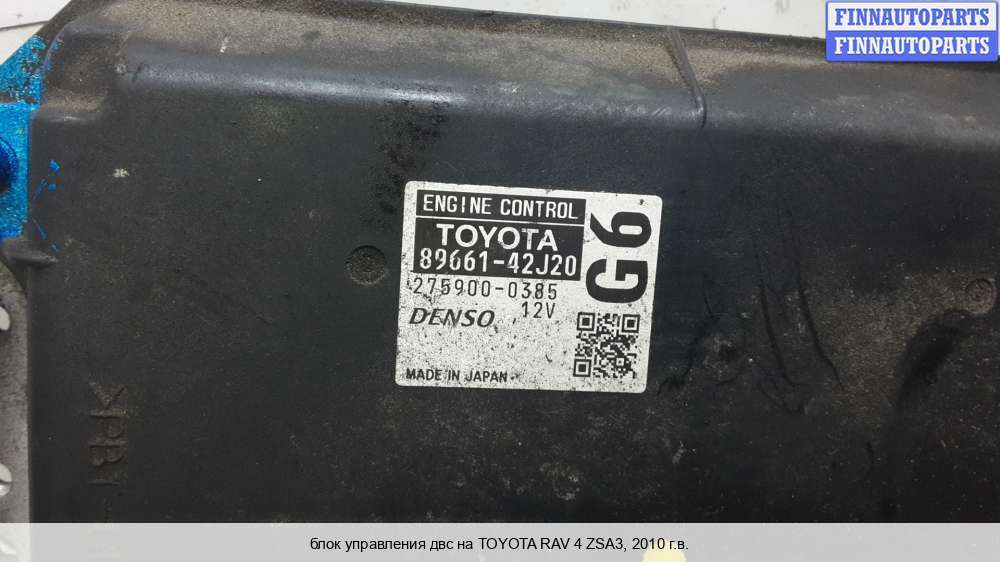 FINNAUTOPARTS
FINNAUTOPARTS
ENGINE CONTROL
TOYOTA
89661-42J20
275900-0385
12V
DENSO
MADE IN JAPAN
G6
>PBT
блок управления двс на TOYOTA RAV 4 ZSA3, 2010 г.в.